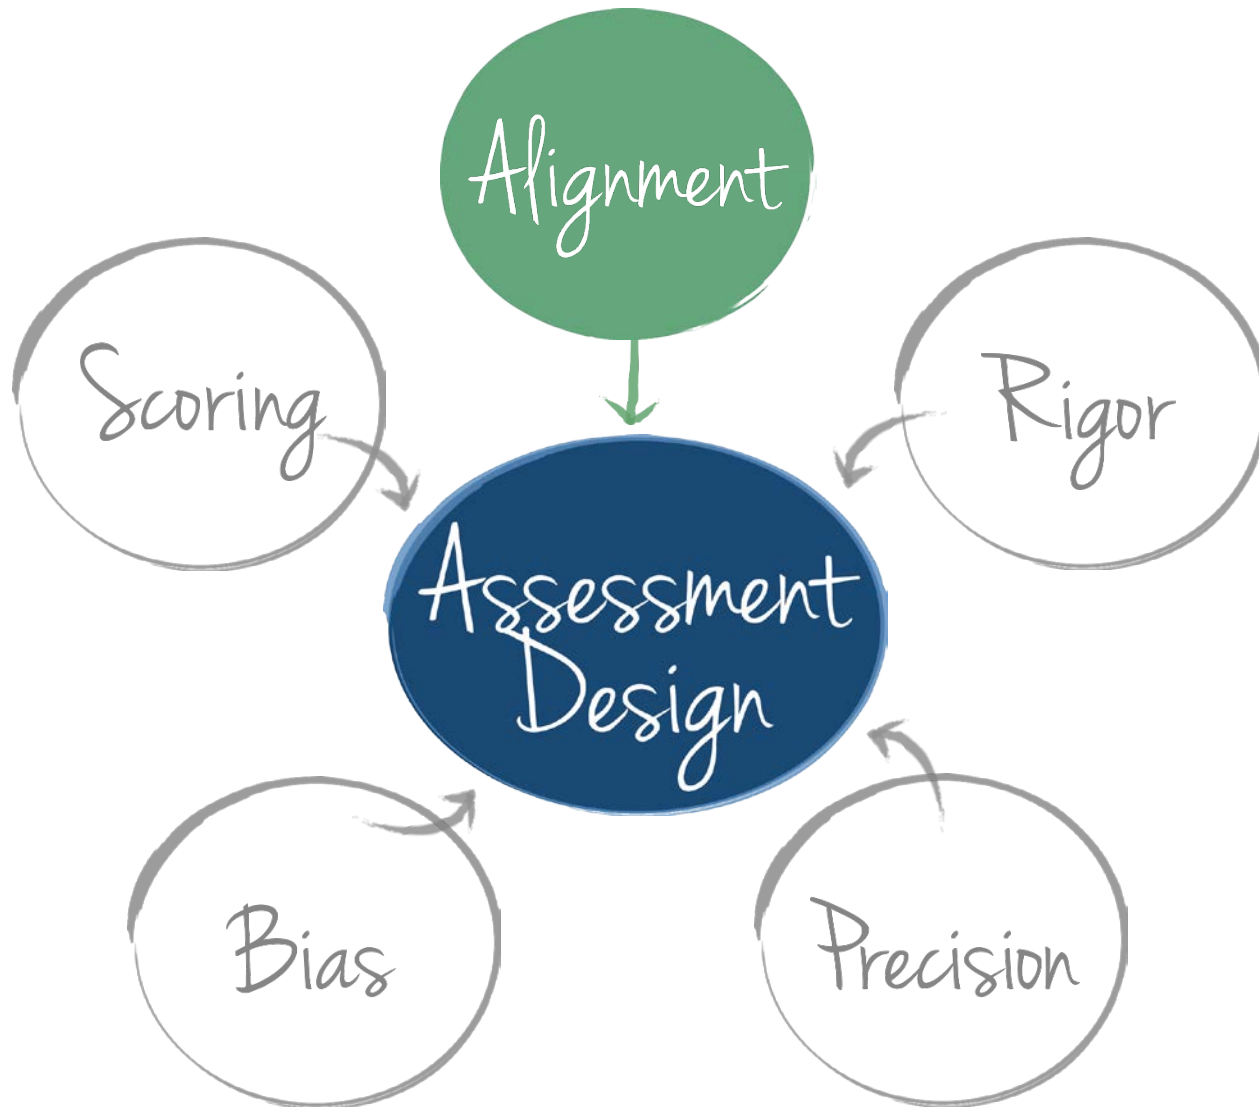 Alignment
Scoring
Rigor
Assessment
Design
Bias
Precision